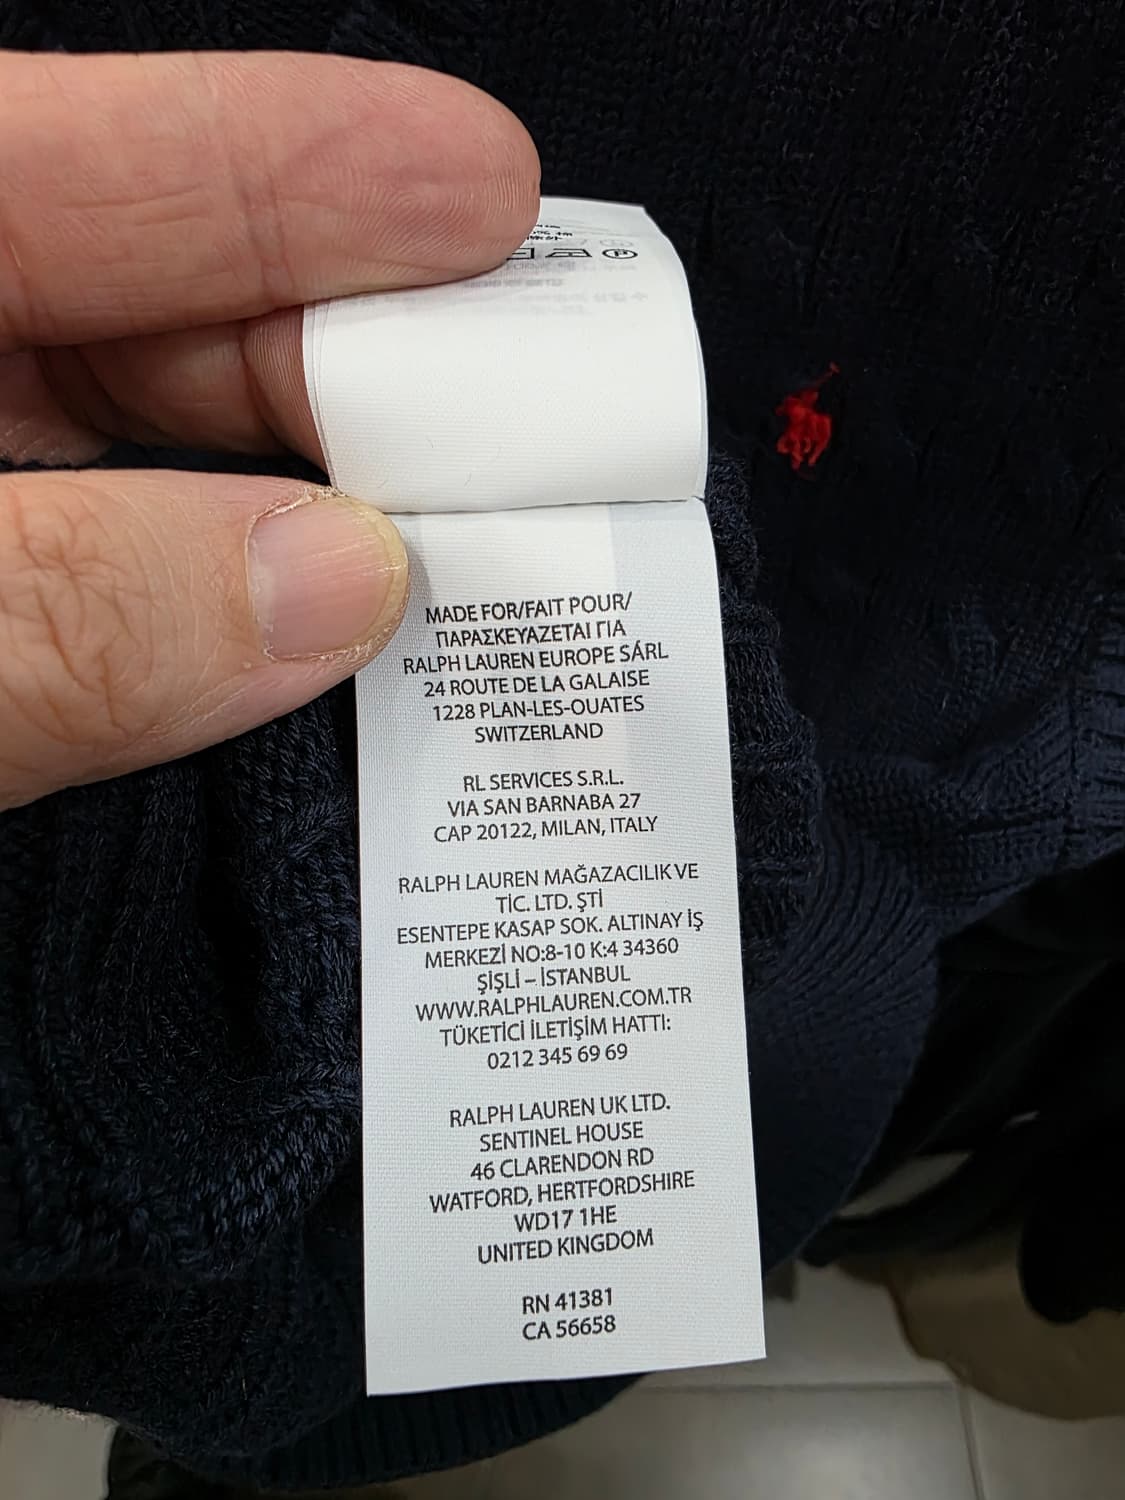 MADE FOR/FAIT POUR/
ΠΑΡΑΣΚΕΥΑΖΕΤΑΙ ΓΙΑ
RALPH LAUREN EUROPE SÁRL
24 ROUTE DE LA GALAISE
1228 PLAN-LES-OUATES
SWITZERLAND
RL SERVICES S.R.L.
VIA SAN BARNABA 27
CAP 20122, MILAN, ITALY
RALPH LAUREN MAĞAZACILIK VE
TİC. LTD. ŞTİ
ESENTEPE KASAP SOK. ALTINAY İŞ
MERKEZİ NO:8-10 K:4 34360
ŞİŞLİ – İSTANBUL
WWW.RALPHLAUREN.COM.TR
TÜKETİCİ İLETİŞİM HATTI:
0212 345 69 69
RALPH LAUREN UK LTD.
SENTINEL HOUSE
46 CLARENDON RD
WATFORD, HERTFORDSHIRE
WD17 1HE
UNITED KINGDOM
RN 41381
CA 56658